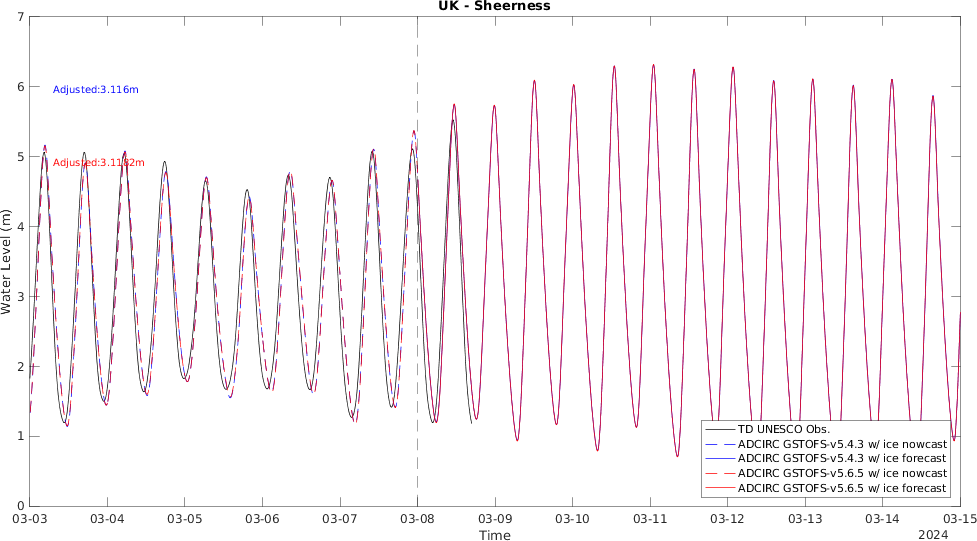 UK - Sheerness
7
6
5
4
3
2
1
0
Water Level (m)
Adjusted:3.116m
Adjusted:3.1182m
TD UNESCO Obs.
ADCIRC GSTOFS-v5.4.3 w/ ice nowcast
ADCIRC GSTOFS-v5.4.3 w/ ice forecast
ADCIRC GSTOFS-v5.6.5 w/ ice nowcast
ADCIRC GSTOFS-v5.6.5 w/ ice forecast
03-03 03-04 03-05 03-06 03-07 03-08 03-09 03-10 03-11 03-12 03-13 03-14 03-15
Time
2024